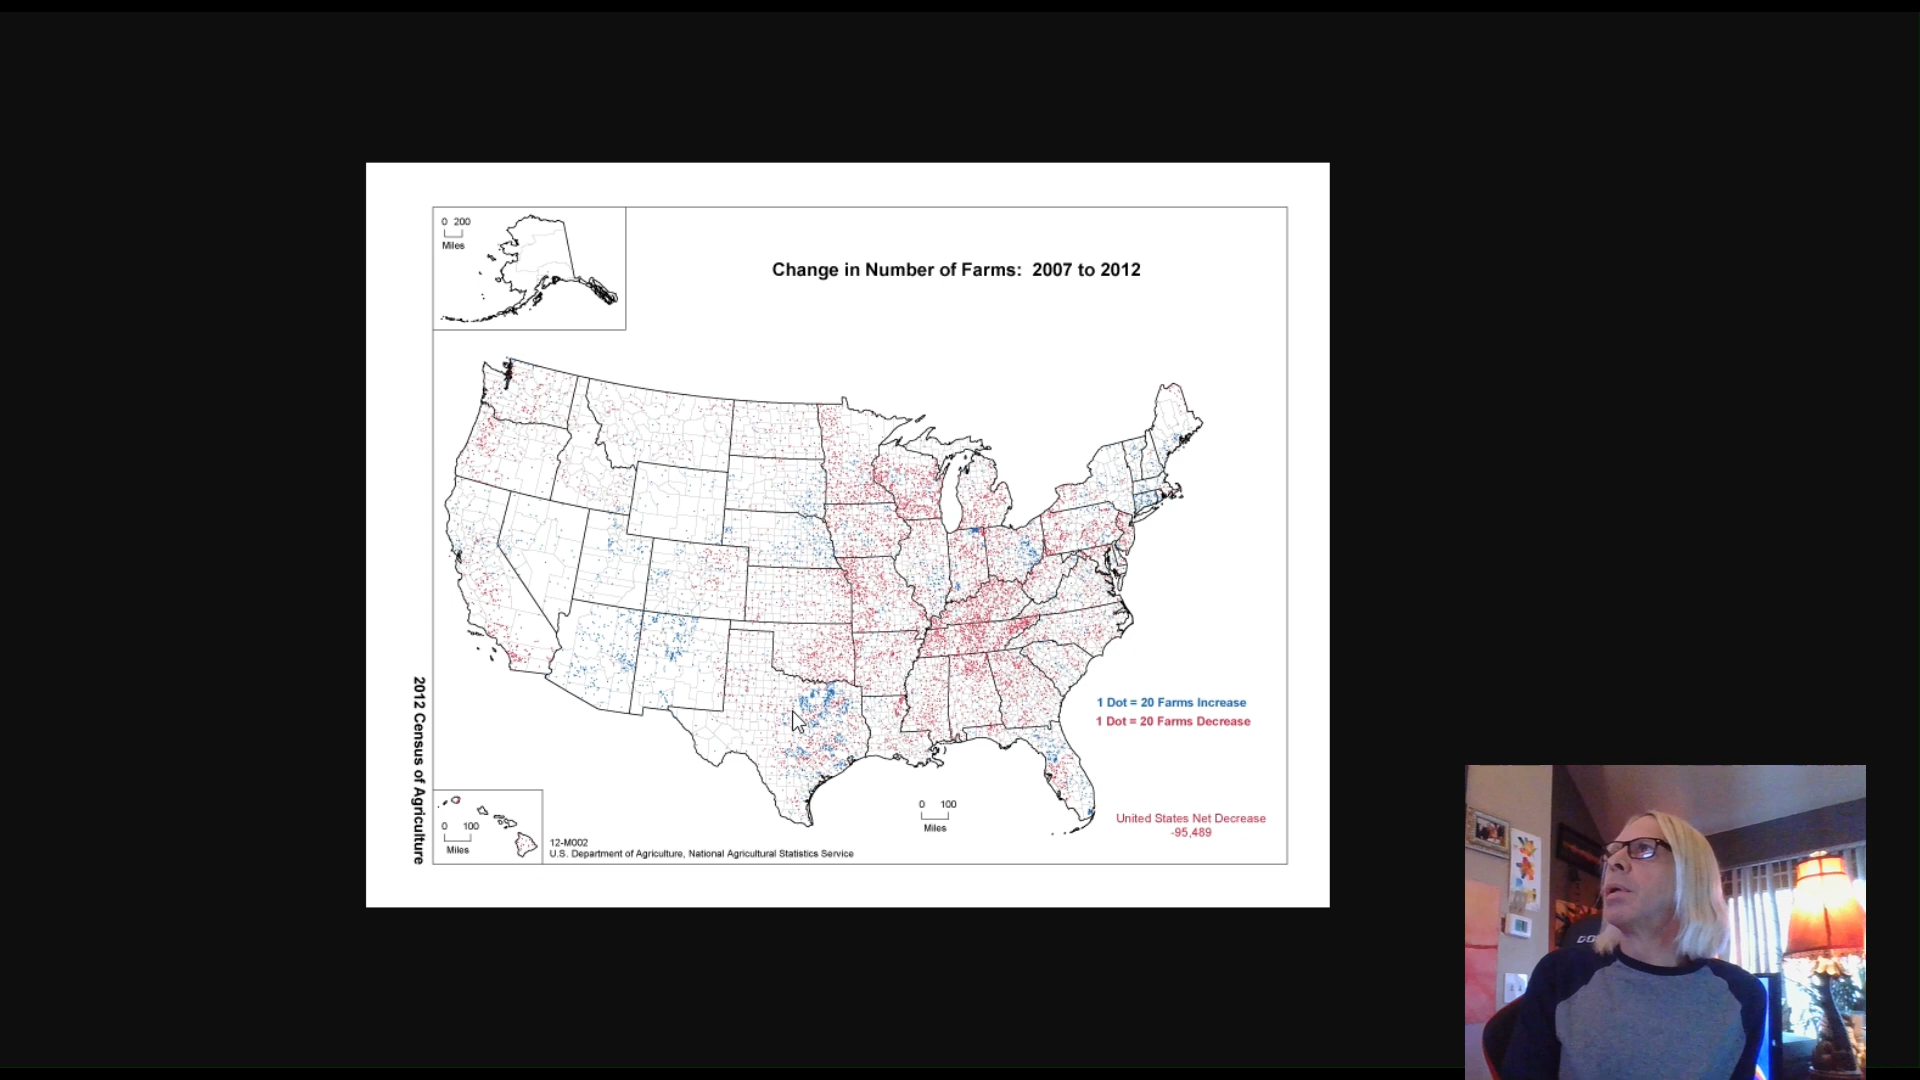 0 200
Miles
Change in Number of Farms: 2007 to 2012
1 Dot = 20 Farms Increase
1 Dot = 20 Farms Decrease
2012 Census of Agriculture
0 100
Miles
0 100
Miles
United States Net Decrease
-95,489
12-M002
U.S. Department of Agriculture, National Agricultural Statistics Service